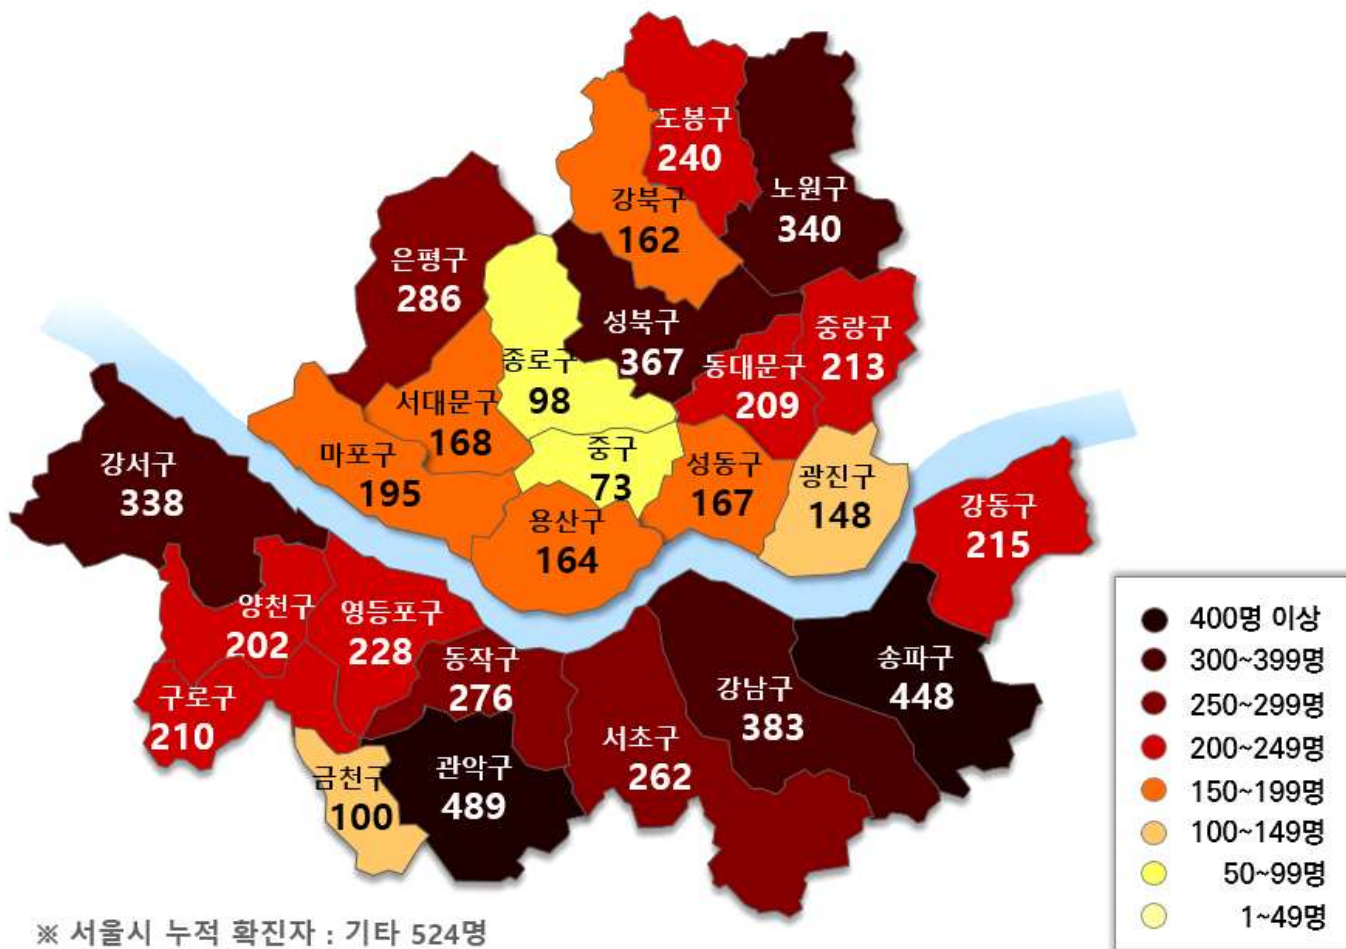 도봉구
240
노원구
340
강북구
162
은평구
286
성북구
367
중랑구
213
종로구
98
동대문구
209
서대문구
168
마포구
195
중구
73
성동구
167
광진구
148
강서구
338
용산구
164
강동구
215
양천구
202
영등포구
228
동작구
276
구로구
210
강남구
383
송파구
448
서초구
262
금천구
100
관악구
489
400명 이상
300~399명
250~299명
200~249명
150~199명
100~149명
50~99명
1~49명
※ 서울시 누적 확진자 : 기타 524명